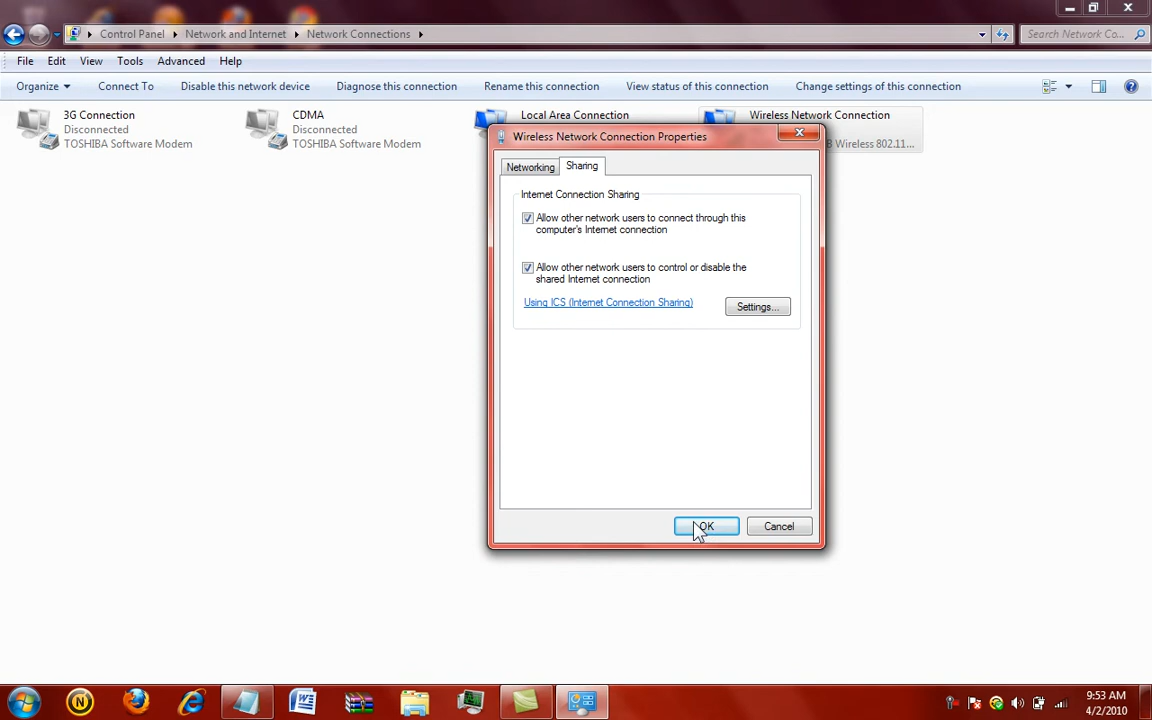 Control Panel Network and Internet Network Connections Search Network Co...
File Edit View Tools Advanced Help
Organize Connect To Disable this network device Diagnose this connection Rename this connection View status of this connection Change settings of this connection
3G Connection
Disconnected
TOSHIBA Software Modem
CDMA
Disconnected
TOSHIBA Software Modem
Local Area Connection
Wireless Network Connection
B Wireless 802.11...
Wireless Network Connection Properties
Networking Sharing
Internet Connection Sharing
Allow other network users to connect through this
computer's Internet connection
Allow other network users to control or disable the
shared Internet connection
Using ICS (Internet Connection Sharing)
Settings...
OK Cancel
N W
9:53 AM
4/2/2010